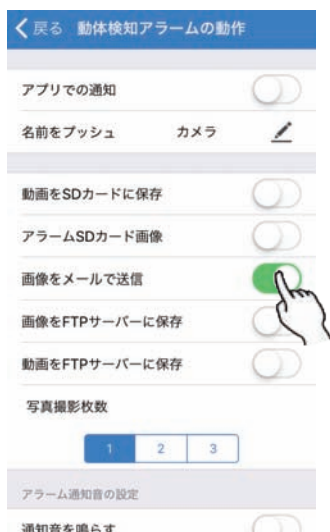 戻る 動体検知アラームの動作
アプリでの通知
名前をプッシュ カメラ
動画をSDカードに保存
アラームSDカード画像
画像をメールで送信
画像をFTPサーバーに保存
動画をFTPサーバーに保存
写真撮影枚数
1 2 3
アラーム通知音の設定
通知音を鳴らす